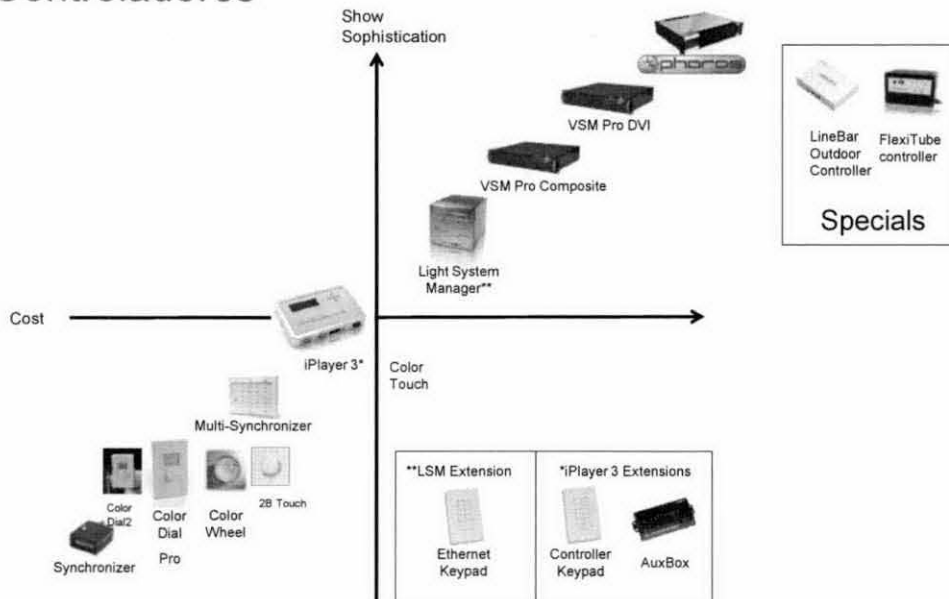 Controladores
Show
Sophistication
pharos
VSM Pro DVI
LineBar
Outdoor
Controller
FlexiTube
controller
Specials
VSM Pro Composite
Light System
Manager**
Cost
iPlayer 3*
Color
Touch
Multi-Synchronizer
Color
Dial2
Color
Dial
Pro
Color
Wheel
2B Touch
Synchronizer
**LSM Extension
Ethernet
Keypad
*iPlayer 3 Extensions
Controller
Keypad
AuxBox